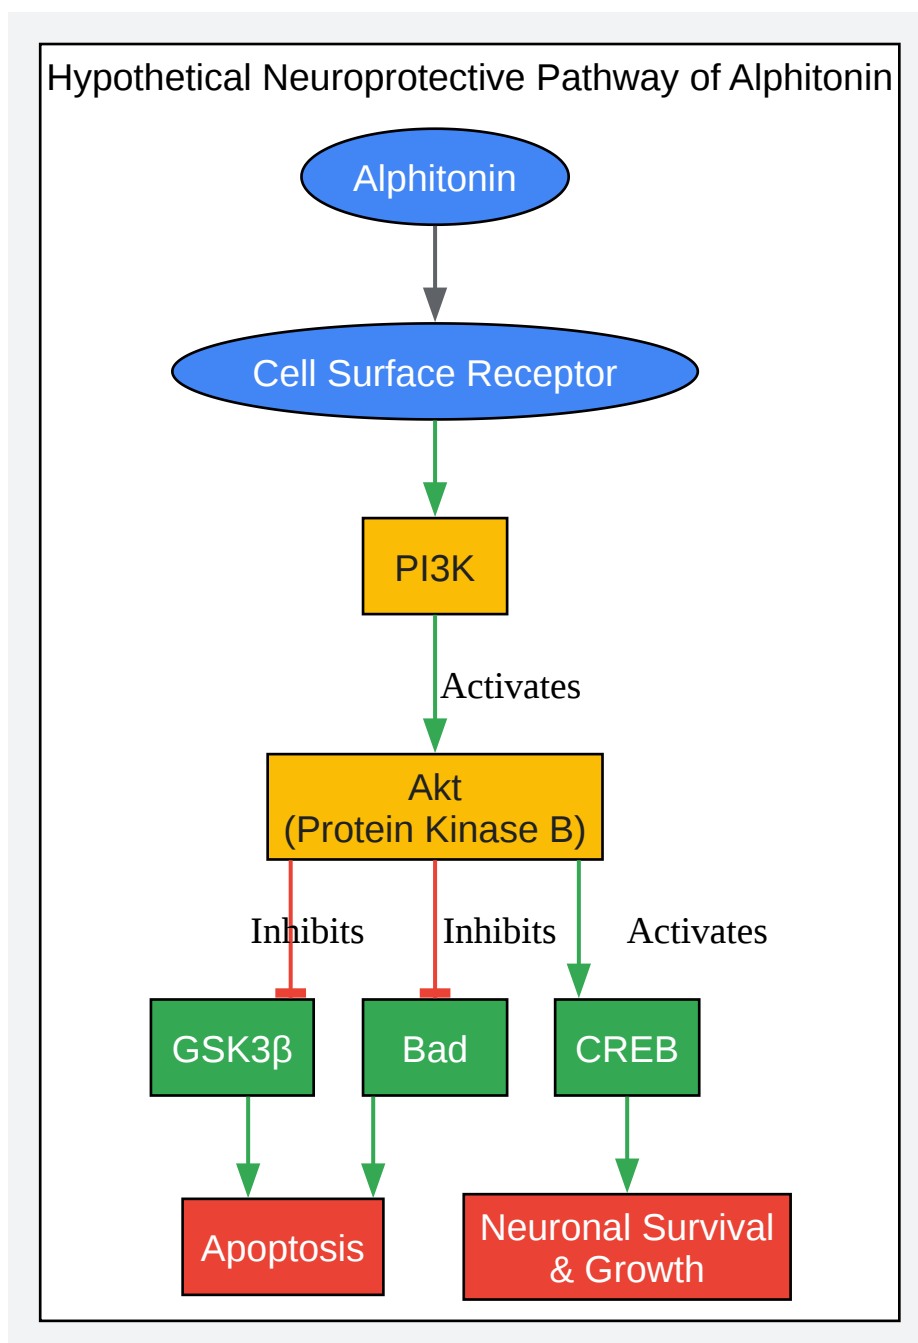 Hypothetical Neuroprotective Pathway of Alphitonin
Alphitonin
Cell Surface Receptor
PI3K
Activates
Akt
(Protein Kinase B)
Inhibits
Inhibits
Activates
GSK3β
Bad
CREB
Apoptosis
Neuronal Survival
& Growth